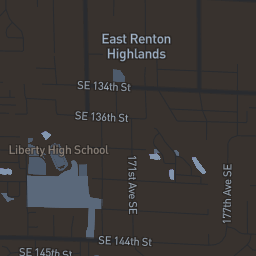 East Renton
Highlands
SE 134th St
SE 136th St
Liberty High School
171st Ave SE
177th Ave SE
SE 144th St
SE 145th St